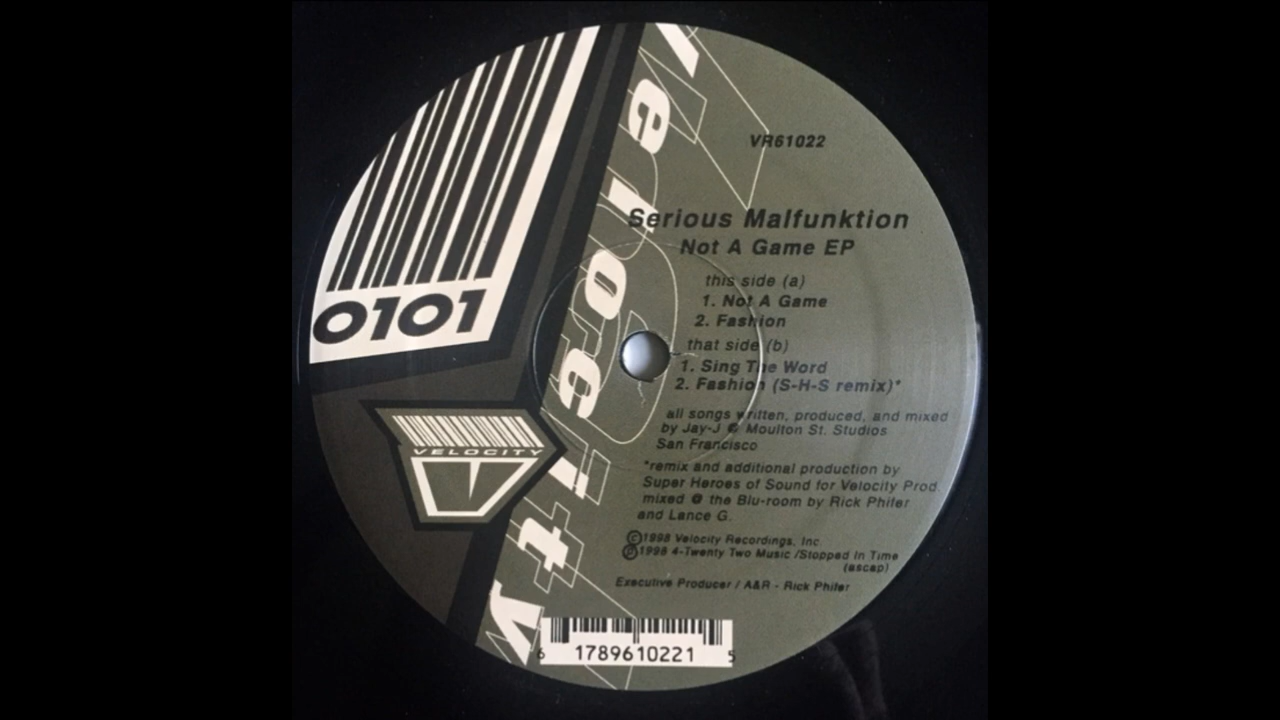 velocity
VR61022
Serious Malfunktion
Not A Game EP
this side (a)
1. Not A Game
2. Fashion
that side (b)
1. Sing The Word
2. Fashion (S-H-S remix)*
all songs written, produced, and mixed
by Jay-J @ Moulton St. Studios
San Francisco
*remix and additional production by
Super Heroes of Sound for Velocity Prod.
mixed @ the Blu-room by Rick Phifer
and Lance G.
©1998 Velocity Recordings, Inc.
℗1998 4-Twenty Two Music /Stopped In Time
(ascap)
Executive Producer / A&R - Rick Phifer
0101
VELOCITY
6 1789610221 5